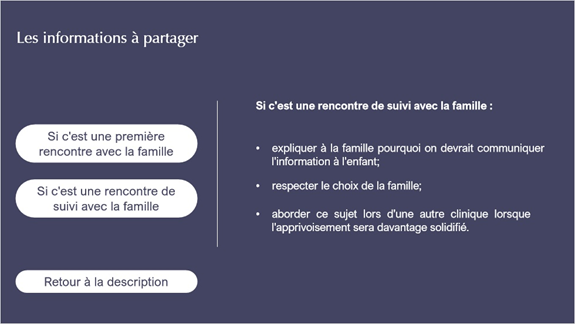 Les informations à partager
Si c'est une première
rencontre avec la famille
Si c'est une rencontre de
suivi avec la famille
Retour à la description
Si c'est une rencontre de suivi avec la famille :
• expliquer à la famille pourquoi on devrait communiquer
l'information à l'enfant;
• respecter le choix de la famille;
• aborder ce sujet lors d'une autre clinique lorsque
l'apprivoisement sera davantage solidifié.